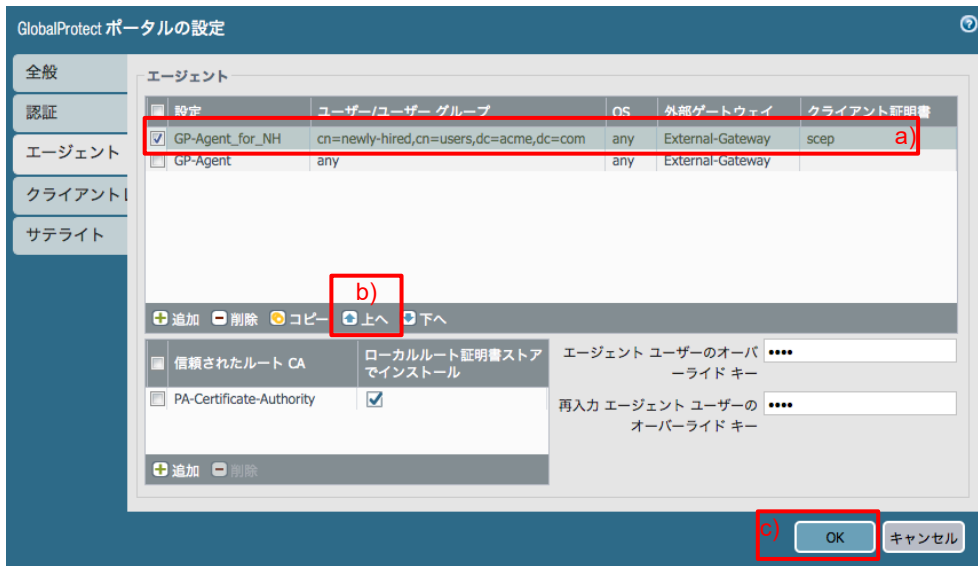 GlobalProtect ポータルの設定
全般
認証
エージェント
クライアントl
サテライト
エージェント
設定 ユーザー/ユーザー グループ OS 外部ゲートウェイ クライアント証明書
GP-Agent_for_NH cn=newly-hired,cn=users,dc=acme,dc=com any External-Gateway scep a)
GP-Agent any any External-Gateway
b)
追加 削除 コピー 上へ 下へ
信頼されたルート CA
ローカルルート証明書ストア
でインストール
PA-Certificate-Authority
追加 削除
エージェント ユーザーのオーバ ••••
ーライド キー
再入力 エージェント ユーザーの ••••
オーバーライド キー
c) OK キャンセル